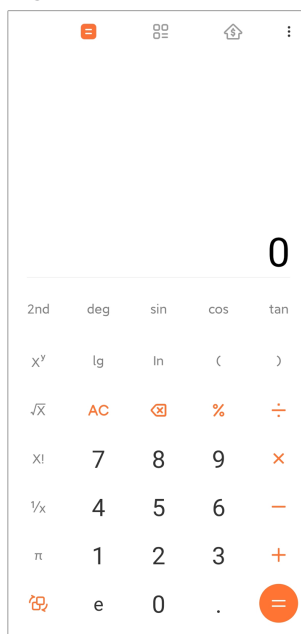 0
2nd deg sin cos tan
Xʸ lg ln ( )
√X AC % ÷
X! 7 8 9 ×
¹/x 4 5 6 −
π 1 2 3 +
e 0 . =